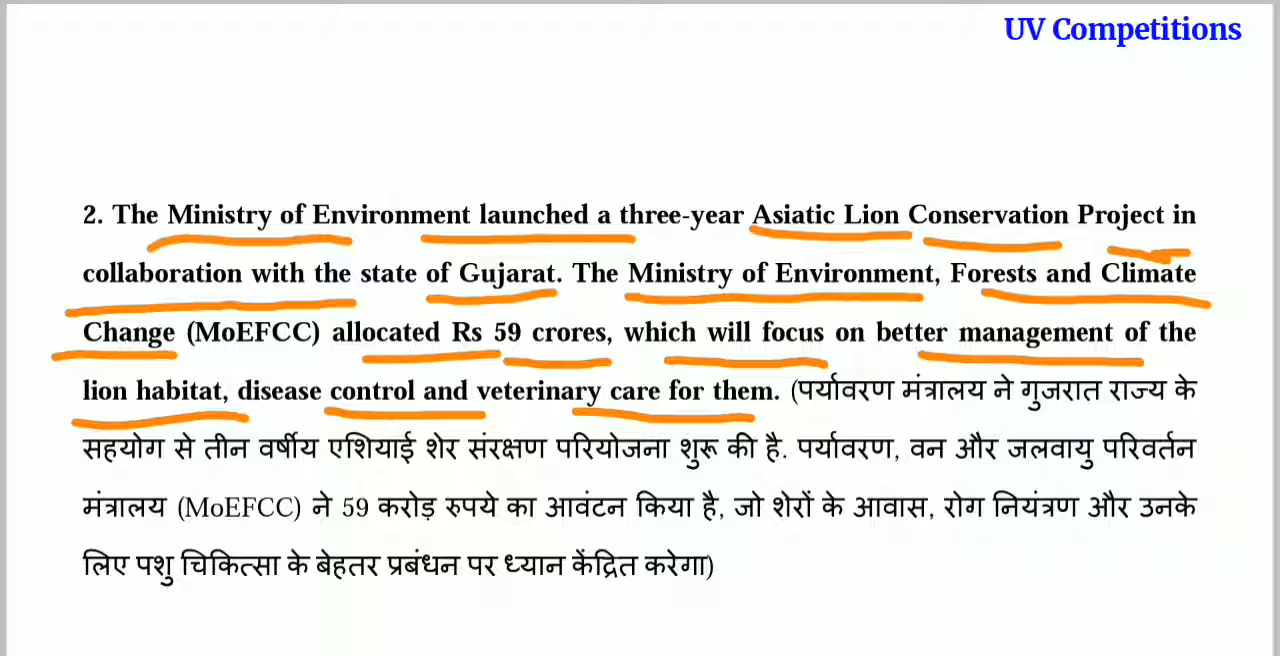 UV Competitions
2. The Ministry of Environment launched a three-year Asiatic Lion Conservation Project in
collaboration with the state of Gujarat. The Ministry of Environment, Forests and Climate
Change (MoEFCC) allocated Rs 59 crores, which will focus on better management of the
lion habitat, disease control and veterinary care for them. (पर्यावरण मंत्रालय ने गुजरात राज्य के
सहयोग से तीन वर्षीय एशियाई शेर संरक्षण परियोजना शुरू की है. पर्यावरण, वन और जलवायु परिवर्तन
मंत्रालय (MoEFCC) ने 59 करोड़ रुपये का आवंटन किया है, जो शेरों के आवास, रोग नियंत्रण और उनके
लिए पशु चिकित्सा के बेहतर प्रबंधन पर ध्यान केंद्रित करेगा)